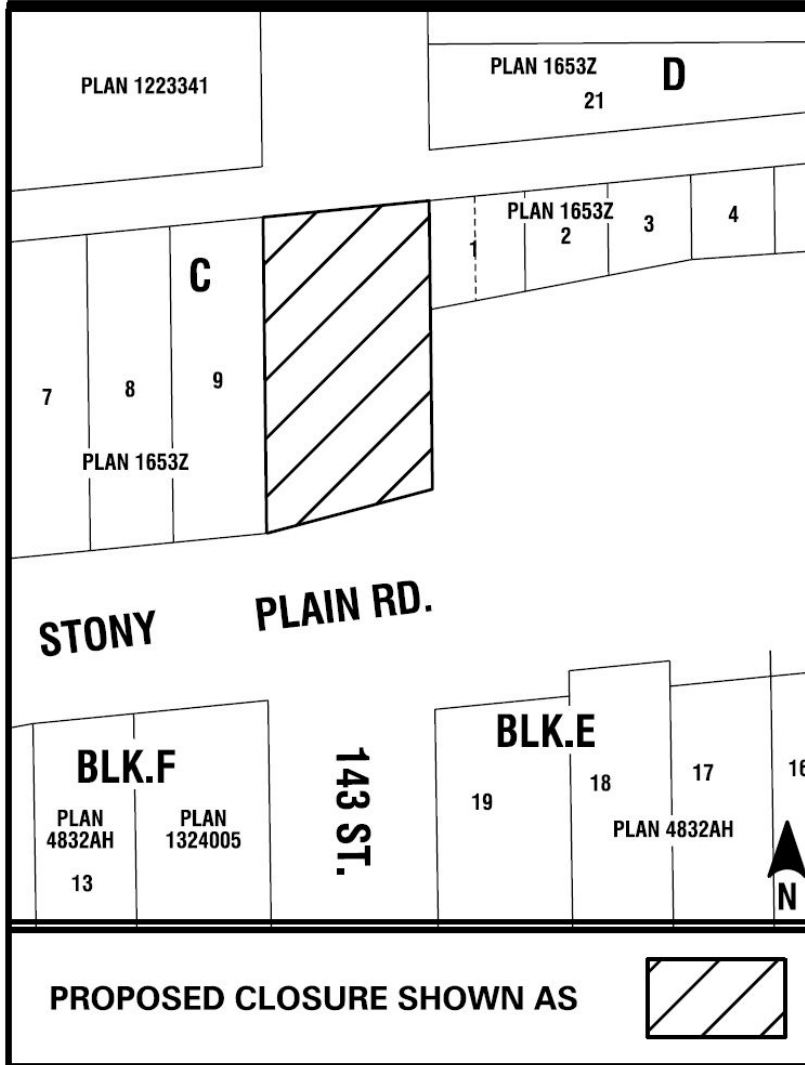 PLAN 1223341
PLAN 1653Z
D
21
C
1
PLAN 1653Z
2
3
4
7
8
9
PLAN 1653Z
STONY PLAIN RD.
BLK.F
PLAN
4832AH
13
PLAN
1324005
143 ST.
BLK.E
19
18
17
16
PLAN 4832AH
N
PROPOSED CLOSURE SHOWN AS